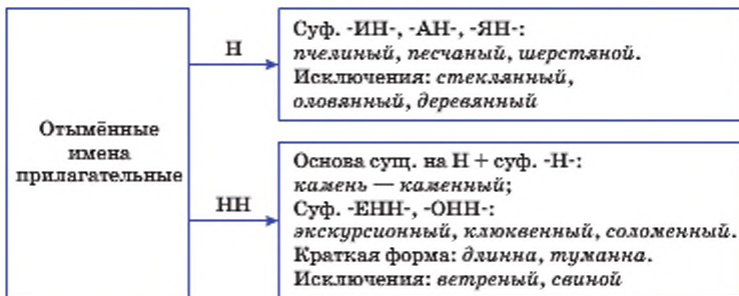 Отымённые
имена
прилагательные
Н
Суф. -ИН-, -АН-, -ЯН-:
пчелиный, песчаный, шерстяной.
Исключения: стеклянный,
оловянный, деревянный
НН
Основа сущ. на Н + суф. -Н-:
камень — каменный;
Суф. -ЕНН-, -ОНН-:
экскурсионный, клюквенный, соломенный.
Краткая форма: длинна, туманна.
Исключения: ветреный, свиной